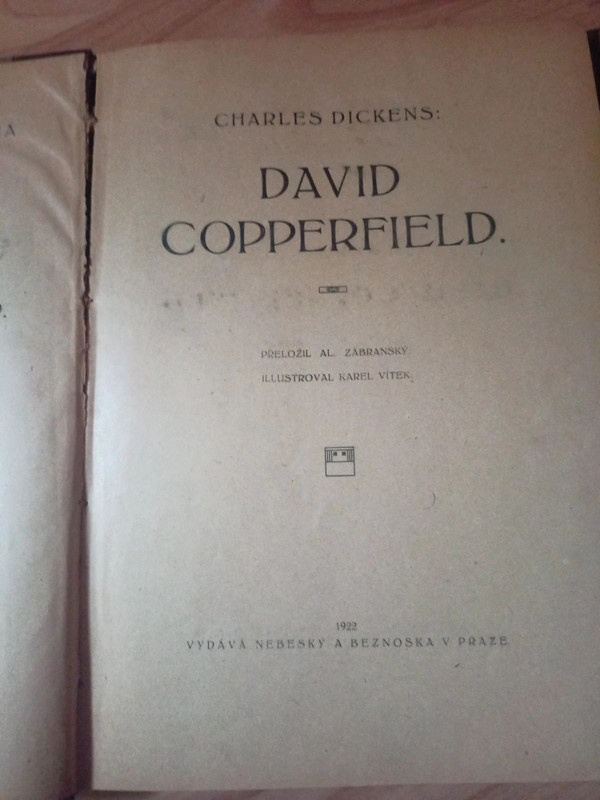 CHARLES DICKENS:
DAVID
COPPERFIELD.
PŘELOŽIL AL. ZÁBRANSKÝ.
ILLUSTROVAL KAREL VÍTEK.
1922
VYDÁVÁ NEBESKÝ A BEZNOSKA V PRAZE